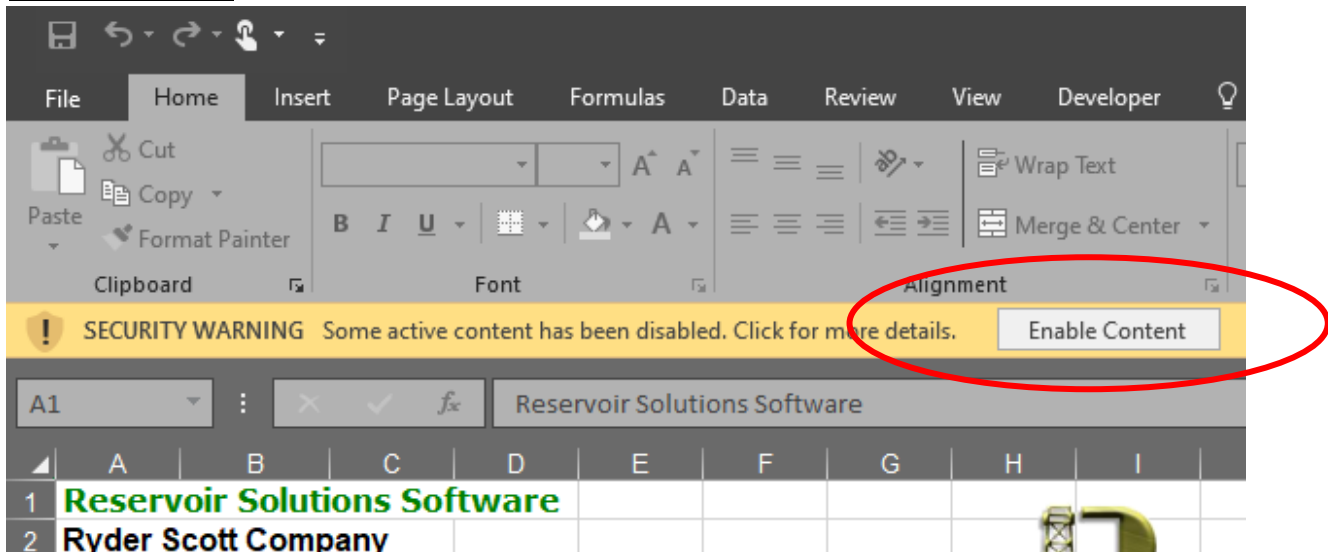 File Home Insert Page Layout Formulas Data Review View Developer
Cut
Copy
Paste
Format Painter
A A
Wrap Text
B I U A
Merge & Center
Clipboard Font Alignment
! SECURITY WARNING Some active content has been disabled. Click for more details. Enable Content
A1 fx Reservoir Solutions Software
A B C D E F G H I
1 Reservoir Solutions Software
2 Ryder Scott Company